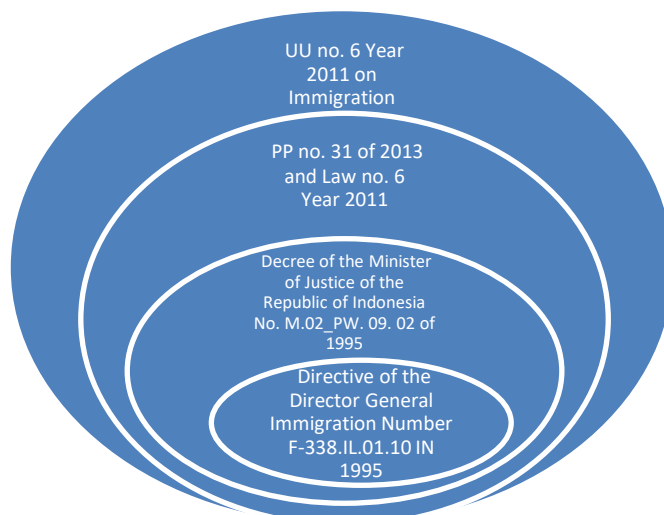 UU no. 6 Year
2011 on
Immigration
PP no. 31 of 2013
and Law no. 6
Year 2011
Decree of the Minister
of Justice of the
Republic of Indonesia
No. M.02_PW. 09. 02 of
1995
Directive of the
Director General
Immigration Number
F-338.IL.01.10 IN
1995